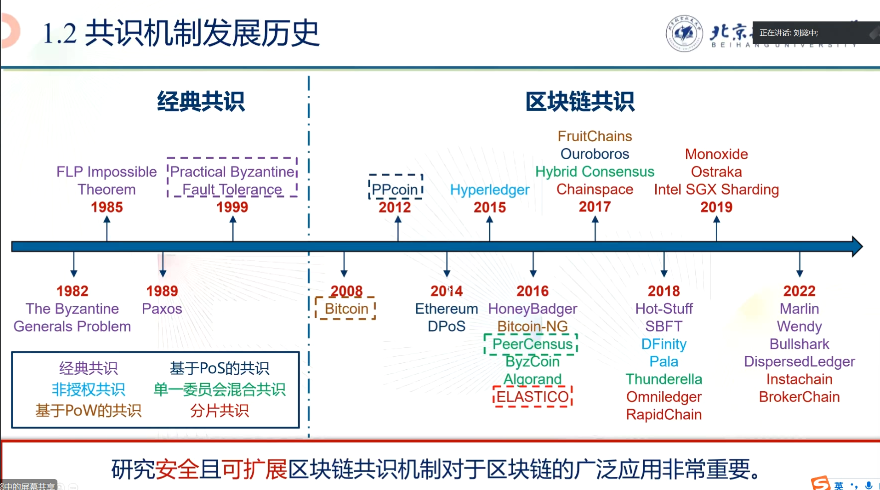 1.2 共识机制发展历史
北京
BEIHANG UNIVERSITY
正在讲话:
经典共识
区块链共识
FruitChains
Ouroboros
Hybrid Consensus
Chainspace
2017
Monoxide
Ostraka
Intel SGX Sharding
2019
FLP Impossible
Theorem
1985
Practical Byzantine
Fault Tolerance
1999
PPcoin
2012
Hyperledger
2015
1982
The Byzantine
Generals Problem
1989
Paxos
2008
Bitcoin
2014
Ethereum
DPoS
2016
HoneyBadger
Bitcoin-NG
PeerCensus
ByzCoin
Algorand
ELASTICO
2018
Hot-Stuff
SBFT
DFinity
Pala
Thunderella
Omniledger
RapidChain
2022
Marlin
Wendy
Bullshark
DispersedLedger
Instachain
BrokerChain
经典共识
基于PoS的共识
非授权共识
单一委员会混合共识
基于PoW的共识
分片共识
研究安全且可扩展区块链共识机制对于区块链的广泛应用非常重要。
中的屏幕共享
英